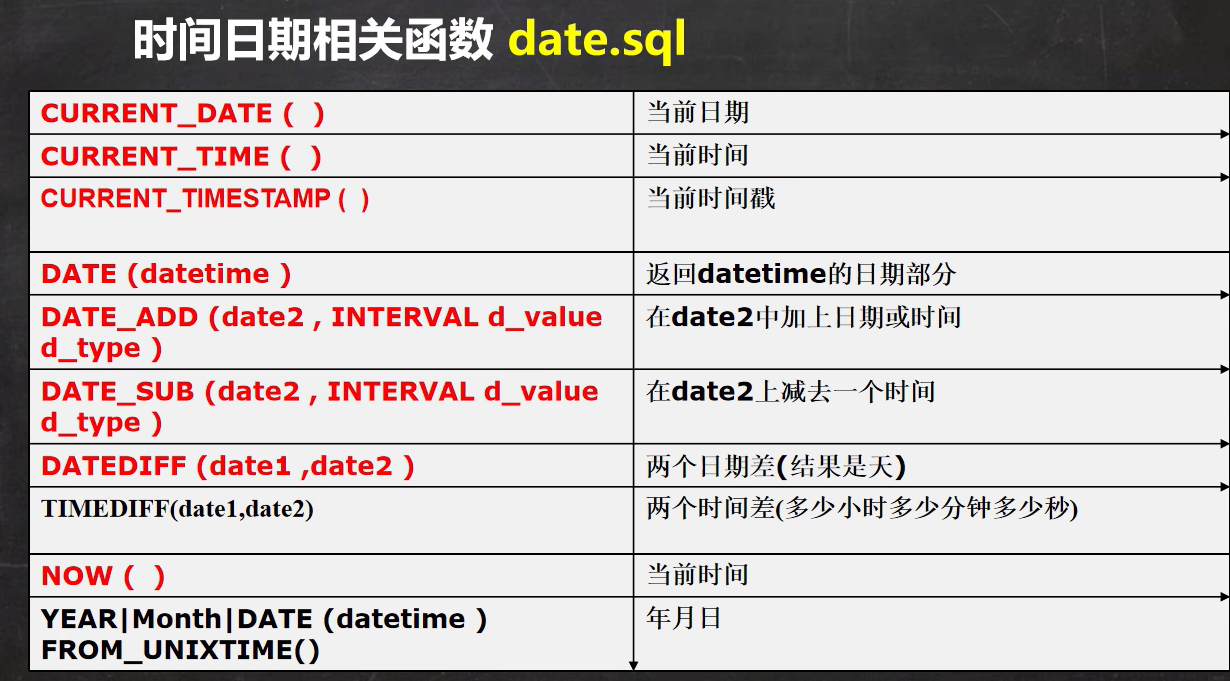 时间日期相关函数 date.sql
CURRENT_DATE (  )
当前日期
CURRENT_TIME (  )
当前时间
CURRENT_TIMESTAMP (  )
当前时间戳
DATE (datetime )
返回datetime的日期部分
DATE_ADD (date2 , INTERVAL d_value
d_type )
在date2中加上日期或时间
DATE_SUB (date2 , INTERVAL d_value
d_type )
在date2上减去一个时间
DATEDIFF (date1 ,date2 )
两个日期差(结果是天)
TIMEDIFF(date1,date2)
两个时间差(多少小时多少分钟多少秒)
NOW (  )
当前时间
YEAR|Month|DATE (datetime )
FROM_UNIXTIME()
年月日